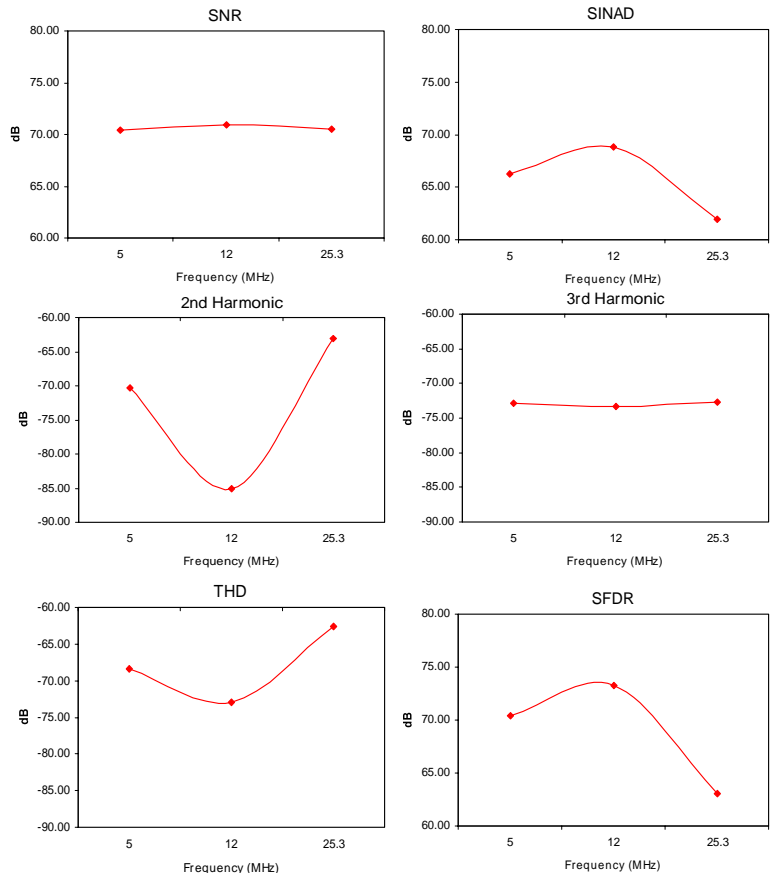 SNR
80.00
75.00
70.00
65.00
60.00
dB
5 12 25.3
Frequency (MHz)
SINAD
80.00
75.00
70.00
65.00
60.00
dB
5 12 25.3
Frequency (MHz)
2nd Harmonic
-60.00
-65.00
-70.00
-75.00
-80.00
-85.00
-90.00
dB
5 12 25.3
Frequency (MHz)
3rd Harmonic
-60.00
-65.00
-70.00
-75.00
-80.00
-85.00
-90.00
dB
5 12 25.3
Frequency (MHz)
THD
-60.00
-65.00
-70.00
-75.00
-80.00
-85.00
-90.00
dB
5 12 25.3
Frequency (MHz)
SFDR
80.00
75.00
70.00
65.00
60.00
dB
5 12 25.3
Frequency (MHz)